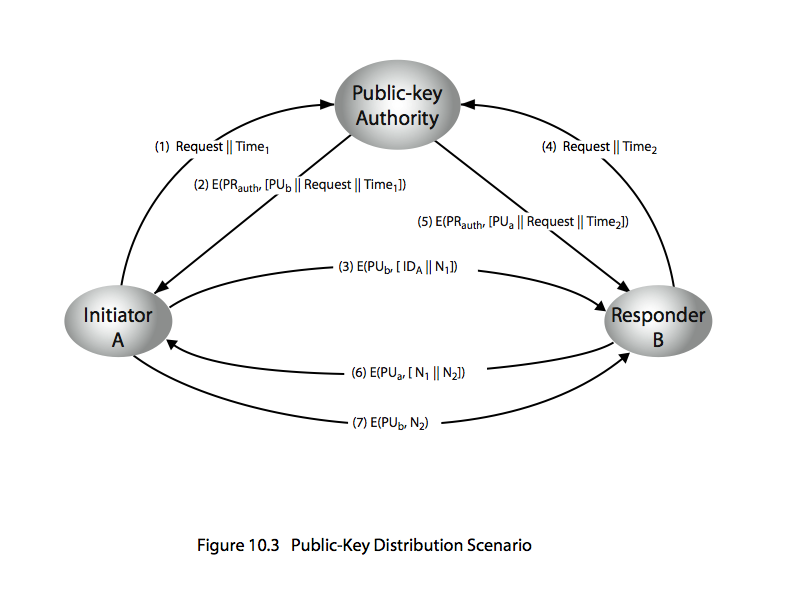 Public-key
Authority
(1) Request || Time₁
(4) Request || Time₂
(2) E(PRauth, [PUb || Request || Time₁])
(5) E(PRauth, [PUa || Request || Time₂])
(3) E(PUb, [ IDA || N₁])
Initiator
A
Responder
B
(6) E(PUa, [ N₁ || N₂])
(7) E(PUb, N₂)
Figure 10.3 Public-Key Distribution Scenario